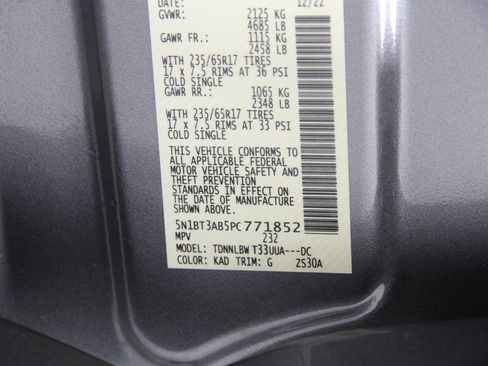 12/22
GVWR: 2125 KG
4685 LB
GAWR FR.: 1115 KG
2458 LB
WITH 235/65R17 TIRES
17 x 7.5 RIMS AT 36 PSI
COLD SINGLE
GAWR RR.: 1065 KG
2348 LB
WITH 235/65R17 TIRES
17 x 7.5 RIMS AT 33 PSI
COLD SINGLE
THIS VEHICLE CONFORMS TO
ALL APPLICABLE FEDERAL
MOTOR VEHICLE SAFETY AND
THEFT PREVENTION
STANDARDS IN EFFECT ON
THE DATE OF MANUFACTURE
SHOWN ABOVE.
5N1BT3AB5PC771852
MPV 232
MODEL: TDNNLBW T33UUA---DC
COLOR: KAD TRIM: G ZS30A